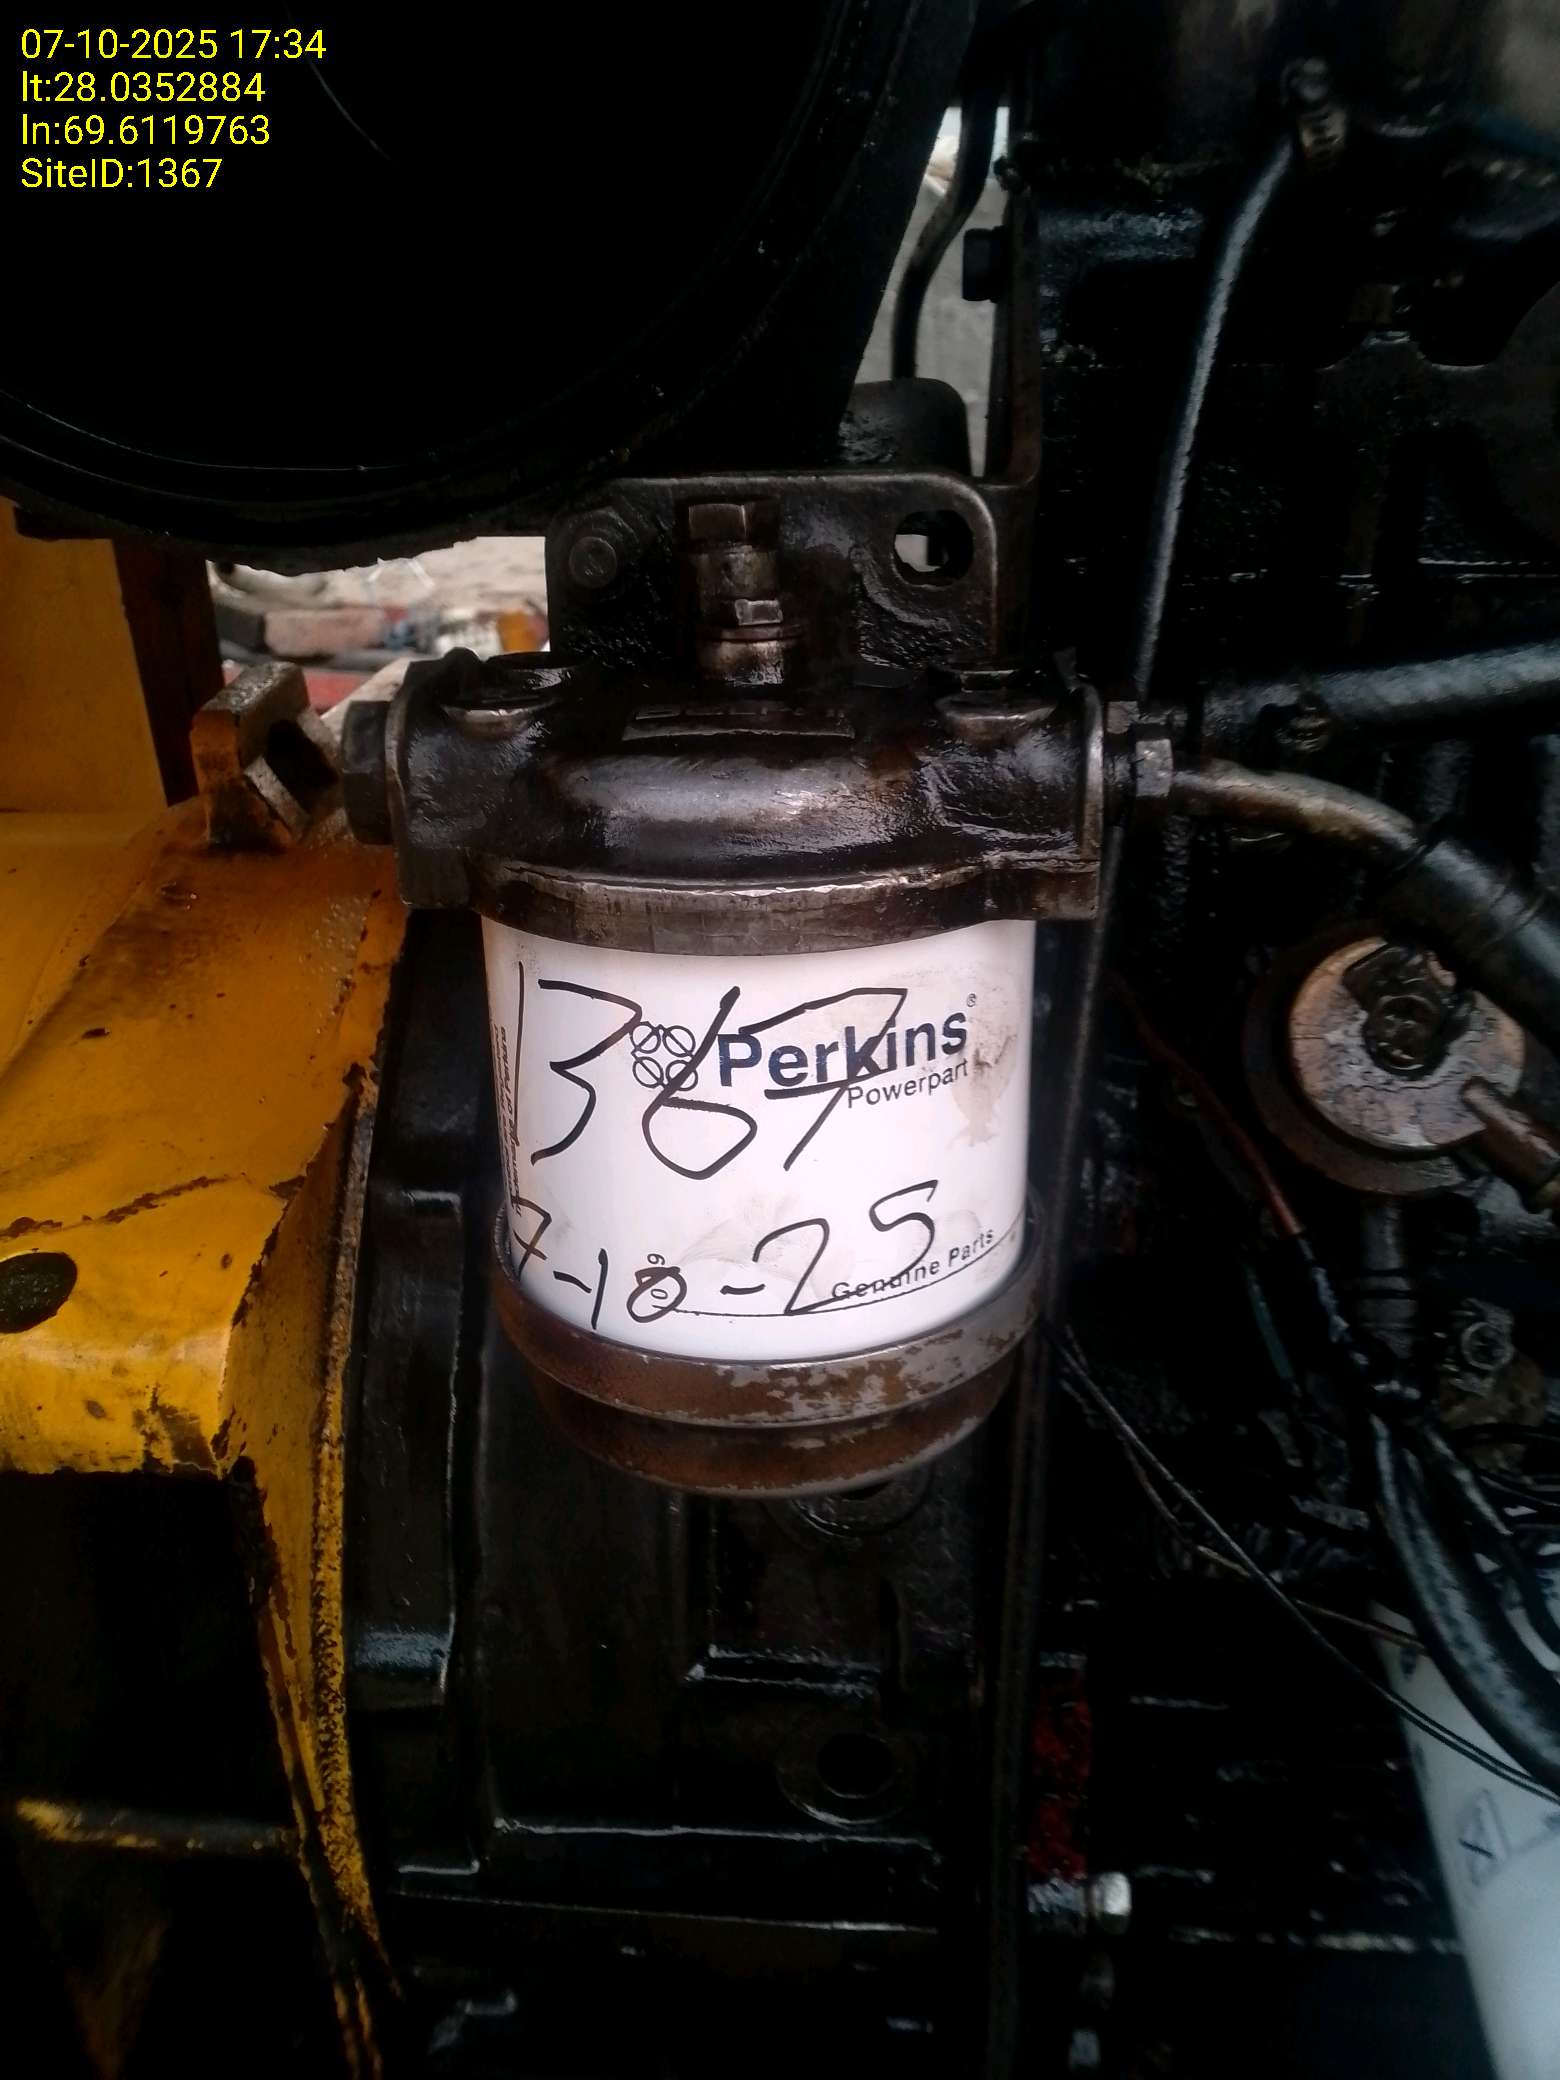 07-10-2025 17:34
lt:28.0352884
ln:69.6119763
SiteID:1367
1367
Perkins®
Powerpart
7-10-25
Genuine Parts